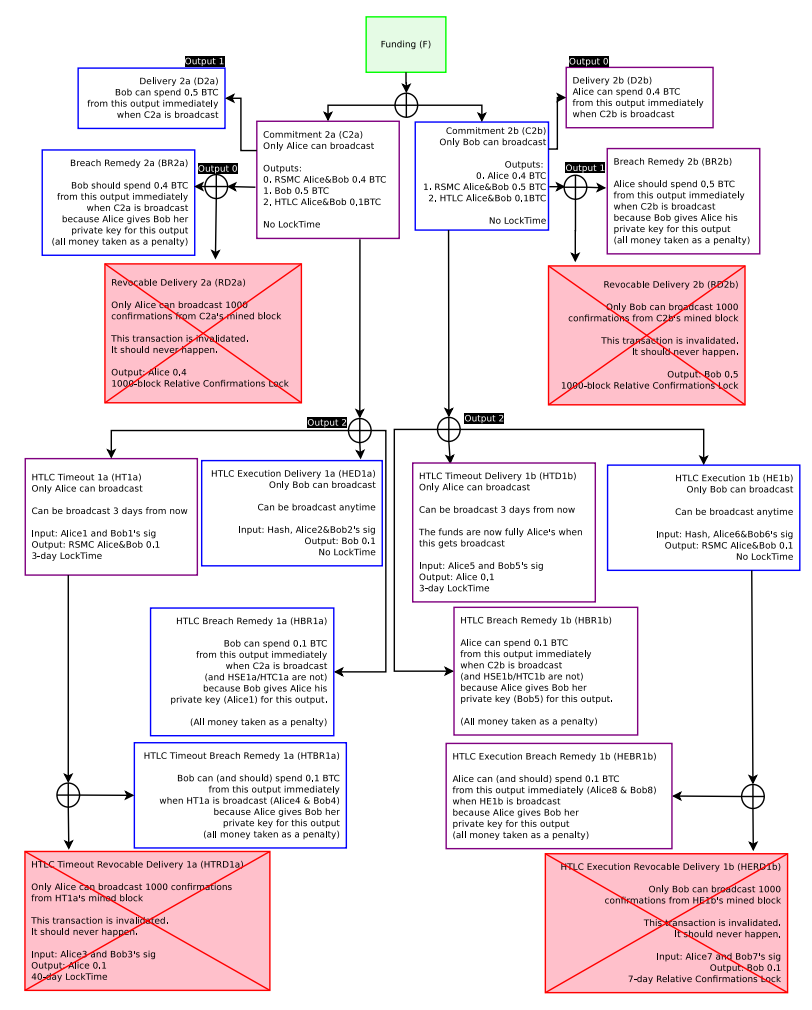 Funding (F)
Output 1
Delivery 2a (D2a)
Bob can spend 0.5 BTC
from this output immediately
when C2a is broadcast
Output 0
Delivery 2b (D2b)
Alice can spend 0.4 BTC
from this output immediately
when C2b is broadcast
Commitment 2a (C2a)
Only Alice can broadcast
Outputs:
0. RSMC Alice&Bob 0.4 BTC
1. Bob 0.5 BTC
2. HTLC Alice&Bob 0.1BTC
No LockTime
Commitment 2b (C2b)
Only Bob can broadcast
Outputs:
0. Alice 0.4 BTC
1. RSMC Alice&Bob 0.5 BTC
2. HTLC Alice&Bob 0.1BTC
No LockTime
Breach Remedy 2a (BR2a)
Bob should spend 0.4 BTC
from this output immediately
when C2a is broadcast
because Alice gives Bob her
private key for this output
(all money taken as a penalty)
Output 0
Output 1
Breach Remedy 2b (BR2b)
Alice should spend 0.5 BTC
from this output immediately
when C2b is broadcast
because Bob gives Alice his
private key for this output
(all money taken as a penalty)
Revocable Delivery 2a (RD2a)
Only Alice can broadcast 1000
confirmations from C2a's mined block
This transaction is invalidated.
It should never happen.
Output: Alice 0.4
1000-block Relative Confirmations Lock
Revocable Delivery 2b (RD2b)
Only Bob can broadcast 1000
confirmations from C2b's mined block
This transaction is invalidated.
It should never happen.
Output: Bob 0.5
1000-block Relative Confirmations Lock
Output 2
Output 2
HTLC Timeout 1a (HT1a)
Only Alice can broadcast
Can be broadcast 3 days from now
Input: Alice1 and Bob1's sig
Output: RSMC Alice&Bob 0.1
3-day LockTime
HTLC Execution Delivery 1a (HED1a)
Only Bob can broadcast
Can be broadcast anytime
Input: Hash, Alice2&Bob2's sig
Output: Bob 0.1
No LockTime
HTLC Timeout Delivery 1b (HTD1b)
Only Alice can broadcast
Can be broadcast 3 days from now
The funds are now fully Alice's when
this gets broadcast
Input: Alice5 and Bob5's sig
Output: Alice 0.1
3-day LockTime
HTLC Execution 1b (HE1b)
Only Bob can broadcast
Can be broadcast anytime
Input: Hash, Alice6&Bob6's sig
Output: RSMC Alice&Bob 0.1
No LockTime
HTLC Breach Remedy 1a (HBR1a)
Bob can spend 0.1 BTC
from this output immediately
when C2a is broadcast
(and HSE1a/HTC1a are not)
because Bob gives Alice his
private key (Alice1) for this output.
(All money taken as a penalty)
HTLC Breach Remedy 1b (HBR1b)
Alice can spend 0.1 BTC
from this output immediately
when C2b is broadcast
(and HSE1b/HTC1b are not)
because Alice gives Bob her
private key (Bob5) for this output.
(All money taken as a penalty)
HTLC Timeout Breach Remedy 1a (HTBR1a)
Bob can (and should) spend 0.1 BTC
from this output immediately
when HT1a is broadcast (Alice4 & Bob4)
because Alice gives Bob her
private key for this output
(all money taken as a penalty)
HTLC Execution Breach Remedy 1b (HEBR1b)
Alice can (and should) spend 0.1 BTC
from this output immediately (Alice8 & Bob8)
when HE1b is broadcast
because Alice gives Bob her
private key for this output
(all money taken as a penalty)
HTLC Timeout Revocable Delivery 1a (HTRD1a)
Only Alice can broadcast 1000 confirmations
from HT1a's mined block
This transaction is invalidated.
It should never happen.
Input: Alice3 and Bob3's sig
Output: Alice 0.1
40-day LockTime
HTLC Execution Revocable Delivery 1b (HERD1b)
Only Bob can broadcast 1000
confirmations from HE1b's mined block
This transaction is invalidated.
It should never happen.
Input: Alice7 and Bob7's sig
Output: Bob 0.1
7-day Relative Confirmations Lock